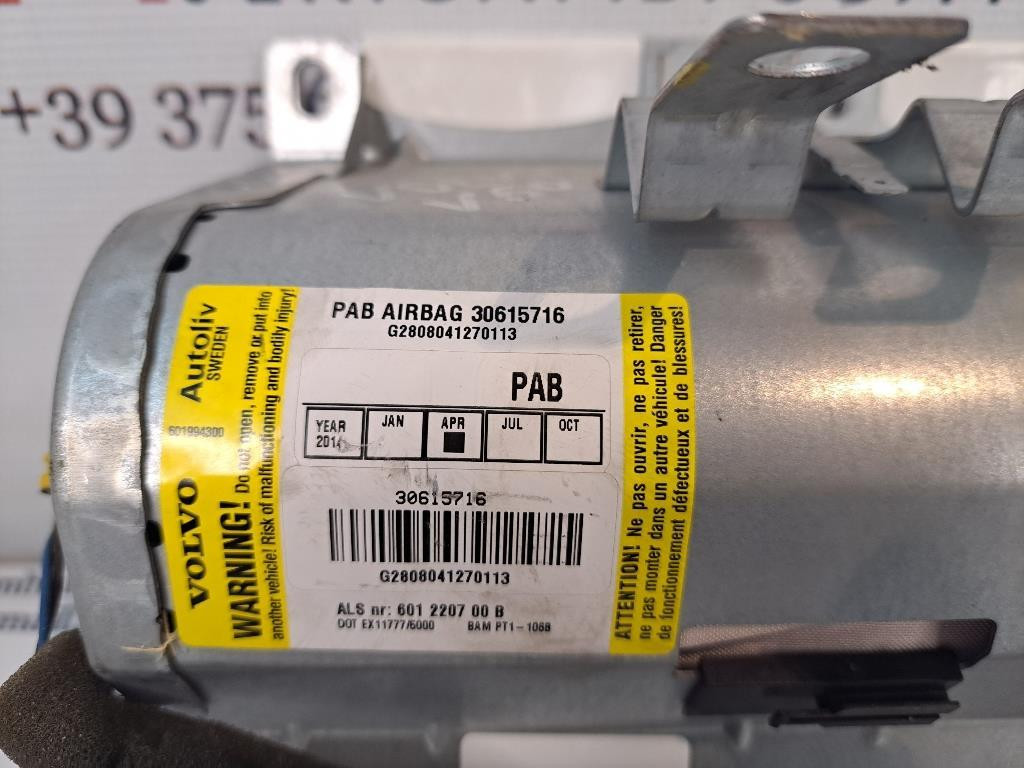 +39 375
PAB AIRBAG 30615716
G2808041270113
PAB
YEAR 2014
JAN
APR
JUL
OCT
30615716
G2808041270113
ALS nr: 601 2207 00 B
DOT EX11777/5000 BAM PT1-1068
Autoliv
SWEDEN
601994300
VOLVO
WARNING! Do not open, remove or put into
another vehicle! Risk of malfunctioning and bodily injury!
ATTENTION! Ne pas ouvrir, ne pas retirer,
ne pas monter dans un autre véhicule! Danger
de fonctionnement défectueux et de blessures!